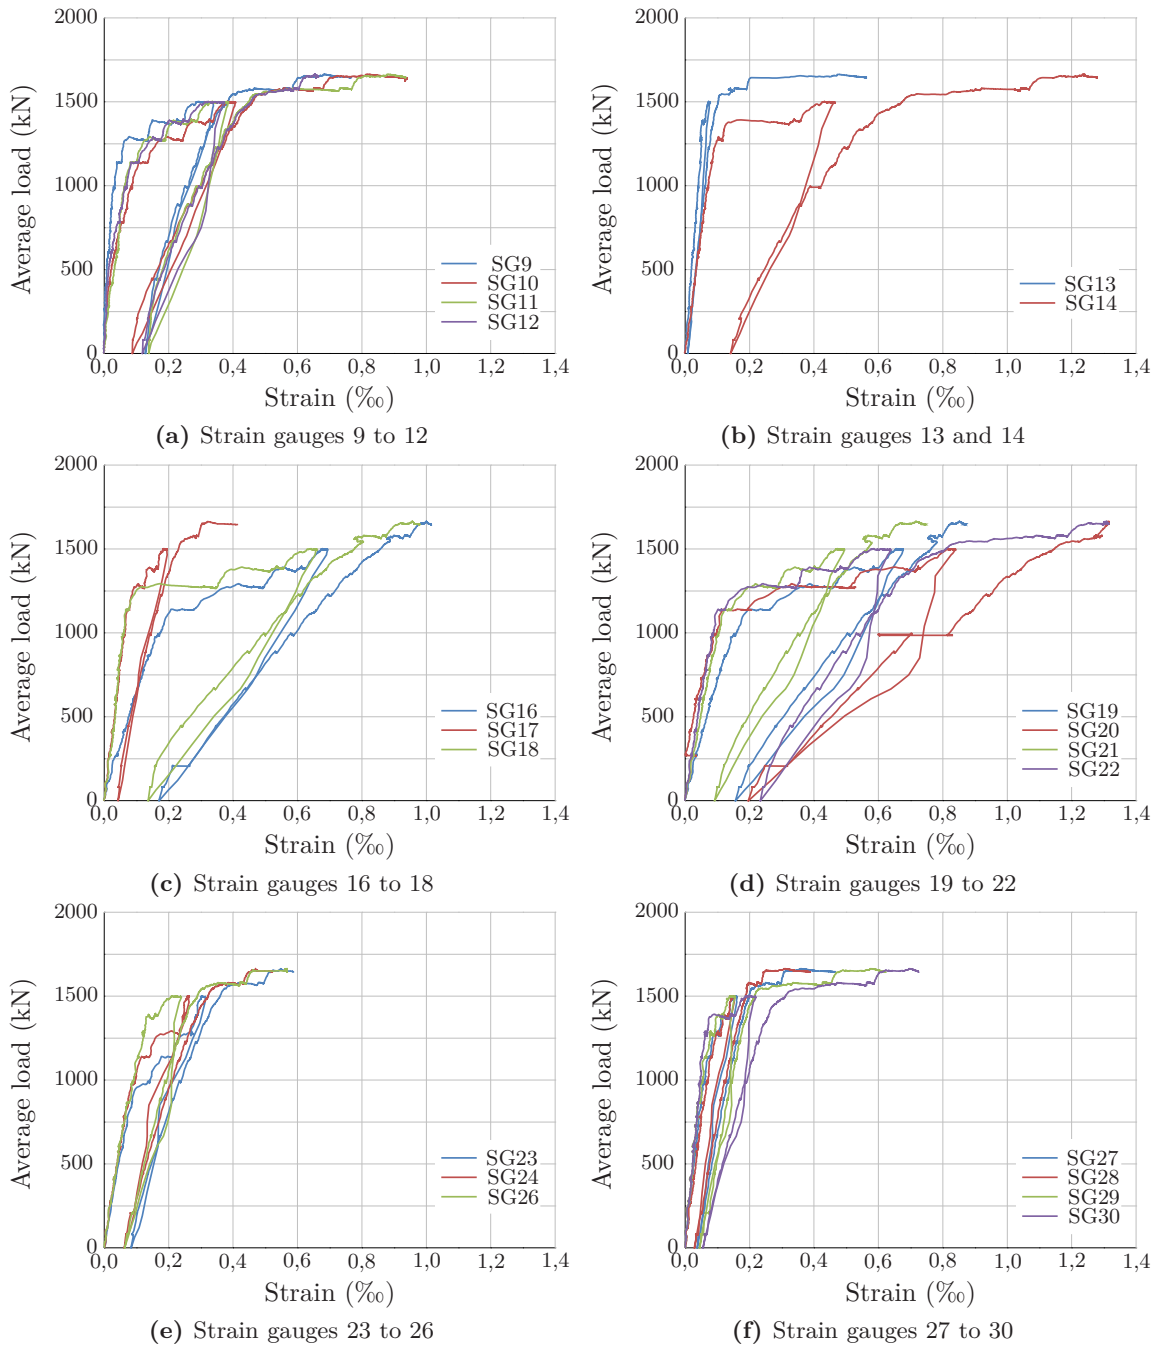 2000
1500
1000
500
0
0,0 0,2 0,4 0,6 0,8 1,0 1,2 1,4
Average load (kN)
Strain (‰)
SG9
SG10
SG11
SG12
(a) Strain gauges 9 to 12
2000
1500
1000
500
0
0,0 0,2 0,4 0,6 0,8 1,0 1,2 1,4
Average load (kN)
Strain (‰)
SG13
SG14
(b) Strain gauges 13 and 14
2000
1500
1000
500
0
0,0 0,2 0,4 0,6 0,8 1,0 1,2 1,4
Average load (kN)
Strain (‰)
SG16
SG17
SG18
(c) Strain gauges 16 to 18
2000
1500
1000
500
0
0,0 0,2 0,4 0,6 0,8 1,0 1,2 1,4
Average load (kN)
Strain (‰)
SG19
SG20
SG21
SG22
(d) Strain gauges 19 to 22
2000
1500
1000
500
0
0,0 0,2 0,4 0,6 0,8 1,0 1,2 1,4
Average load (kN)
Strain (‰)
SG23
SG24
SG26
(e) Strain gauges 23 to 26
2000
1500
1000
500
0
0,0 0,2 0,4 0,6 0,8 1,0 1,2 1,4
Average load (kN)
Strain (‰)
SG27
SG28
SG29
SG30
(f) Strain gauges 27 to 30